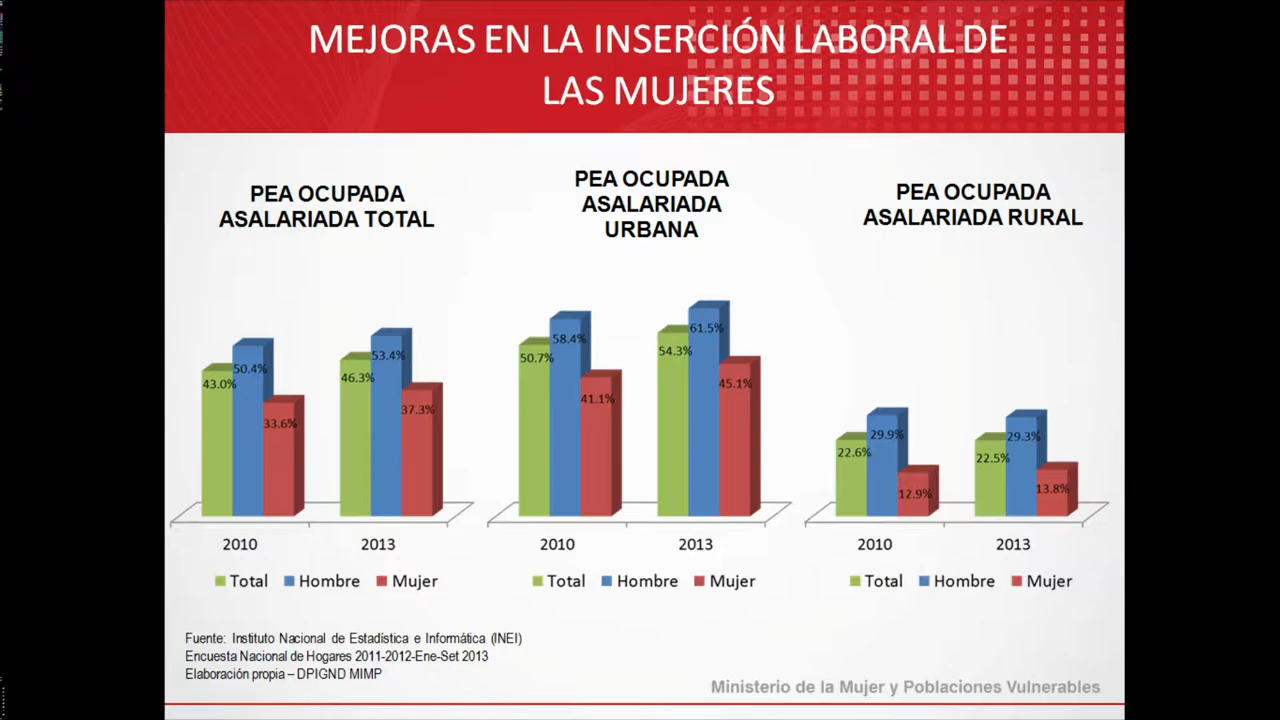 MEJORAS EN LA INSERCIÓN LABORAL DE
LAS MUJERES
PEA OCUPADA
ASALARIADA TOTAL
43.0%
50.4%
33.6%
46.3%
53.4%
37.3%
2010
2013
Total
Hombre
Mujer
PEA OCUPADA
ASALARIADA
URBANA
50.7%
58.4%
41.1%
54.3%
61.5%
45.1%
2010
2013
Total
Hombre
Mujer
PEA OCUPADA
ASALARIADA RURAL
22.6%
29.9%
12.9%
22.5%
29.3%
13.8%
2010
2013
Total
Hombre
Mujer
Fuente: Instituto Nacional de Estadística e Informática (INEI)
Encuesta Nacional de Hogares 2011-2012-Ene-Set 2013
Elaboración propia – DPIGND MIMP
Ministerio de la Mujer y Poblaciones Vulnerables